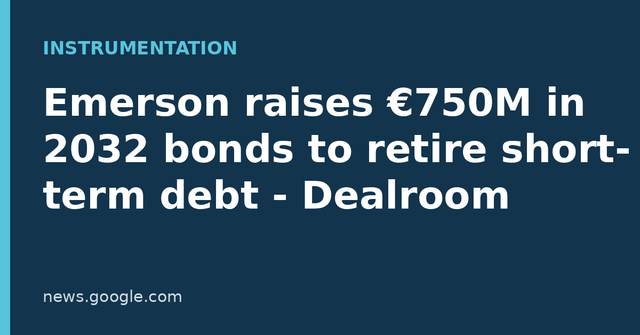 INSTRUMENTATION
Emerson raises €750M in
2032 bonds to retire short-
term debt - Dealroom
news.google.com